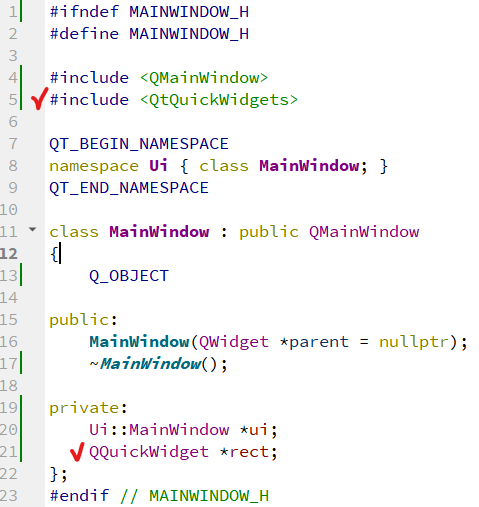 1 #ifndef MAINWINDOW_H
2 #define MAINWINDOW_H
3
4 #include <QMainWindow>
5 #include <QtQuickWidgets>
6
7 QT_BEGIN_NAMESPACE
8 namespace Ui { class MainWindow; }
9 QT_END_NAMESPACE
10
11 class MainWindow : public QMainWindow
12 {
13     Q_OBJECT
14
15 public:
16     MainWindow(QWidget *parent = nullptr);
17     ~MainWindow();
18
19 private:
20     Ui::MainWindow *ui;
21     QQuickWidget *rect;
22 };
23 #endif // MAINWINDOW_H